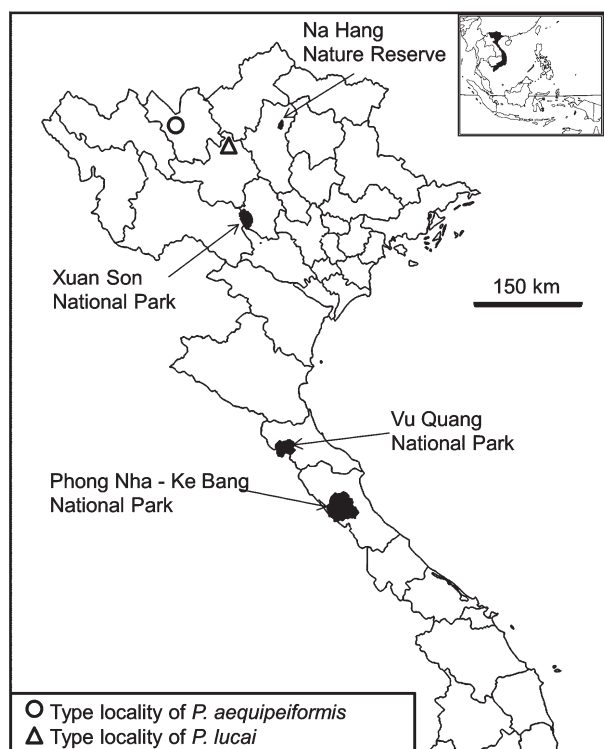 Na Hang
Nature Reserve
Xuan Son
National Park
150 km
Vu Quang
National Park
Phong Nha - Ke Bang
National Park
Type locality of P. aequipeiformis
Type locality of P. lucai